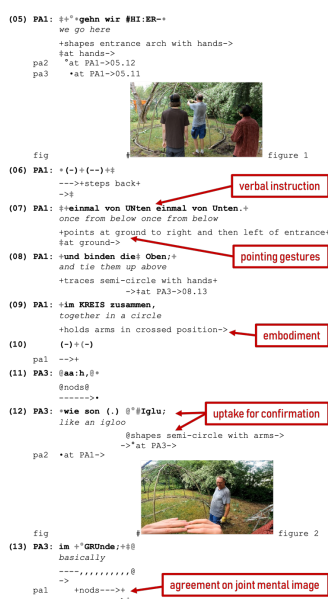 (05) PA1: ‡+°*gehn wir #HI:ER-*
we go here
+shapes entrance arch with hands->
‡at hands->
pa2 °at PA1->05.12
pa3 •at PA1->05.11
fig # figure 1
(06) PA1: *(-)+(--)+‡
--->+steps back+
->‡
verbal instruction
(07) PA1: ‡+einmal von UNten einmal von Unten.+
once from below once from below
+points at ground to right and then left of entrance+
‡at ground->
pointing gestures
(08) PA1: +und binden die‡ Oben;+
and tie them up above
+traces semi-circle with hands+
->‡at PA3->08.13
(09) PA1: +im KREIS zusammen,
together in a circle
+holds arms in crossed position->
embodiment
(10) (-)+(-)
pa1 -->+
(11) PA3: @aa:h,@*
@nods@
------>•
(12) PA3: *wie son (.) @°@Iglu;
like an igloo
uptake for confirmation
@shapes semi-circle with arms->
->°at PA3->
pa2 •at PA1->
fig # figure 2
(13) PA3: im +°GRUnde;+‡@
basically
----,,,,,,,,,,@
->
pa1 +nods--->+
agreement on joint mental image